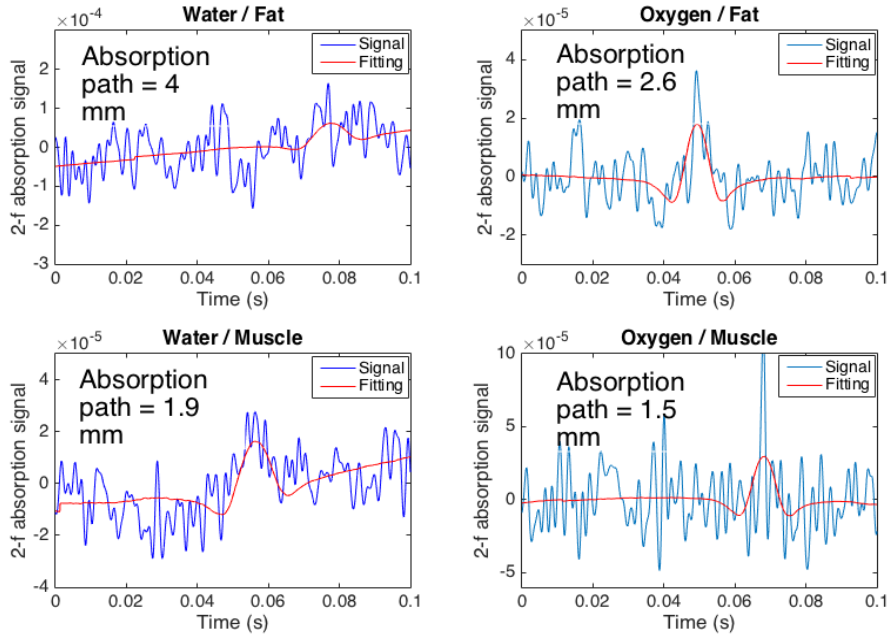 Water / Fat
×10⁻⁴
3
2
1
0
-1
-2
-3
2-f absorption signal
Absorption
path = 4
mm
Signal
Fitting
0
0.02
0.04
0.06
0.08
0.1
Time (s)
Oxygen / Fat
×10⁻⁵
5
0
-2
2-f absorption signal
Absorption
path = 2.6
mm
Signal
Fitting
0
0.02
0.04
0.06
0.08
0.1
Time (s)
Water / Muscle
×10⁻⁵
5
4
2
0
-2
-4
2-f absorption signal
Absorption
path = 1.9
mm
Signal
Fitting
0
0.02
0.04
0.06
0.08
0.1
Time (s)
Oxygen / Muscle
×10⁻⁵
10
5
0
-5
2-f absorption signal
Absorption
path = 1.5
mm
Signal
Fitting
0
0.02
0.04
0.06
0.08
0.1
Time (s)